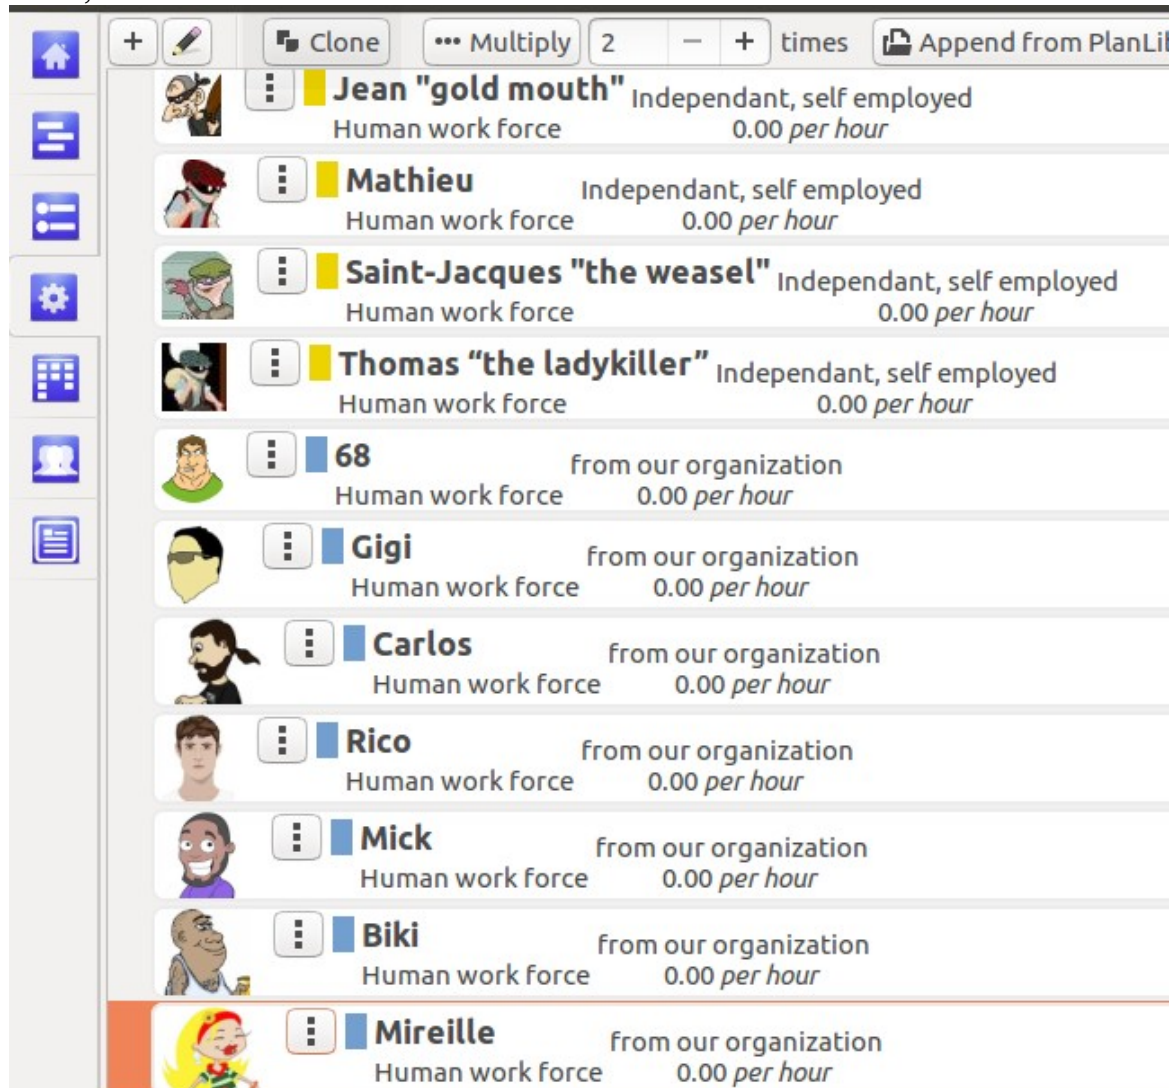 + Clone Multiply 2 − + times Append from PlanLib
Jean "gold mouth" Independant, self employed
Human work force 0.00 per hour
Mathieu Independant, self employed
Human work force 0.00 per hour
Saint-Jacques "the weasel" Independant, self employed
Human work force 0.00 per hour
Thomas “the ladykiller” Independant, self employed
Human work force 0.00 per hour
68 from our organization
Human work force 0.00 per hour
Gigi from our organization
Human work force 0.00 per hour
Carlos from our organization
Human work force 0.00 per hour
Rico from our organization
Human work force 0.00 per hour
Mick from our organization
Human work force 0.00 per hour
Biki from our organization
Human work force 0.00 per hour
Mireille from our organization
Human work force 0.00 per hour